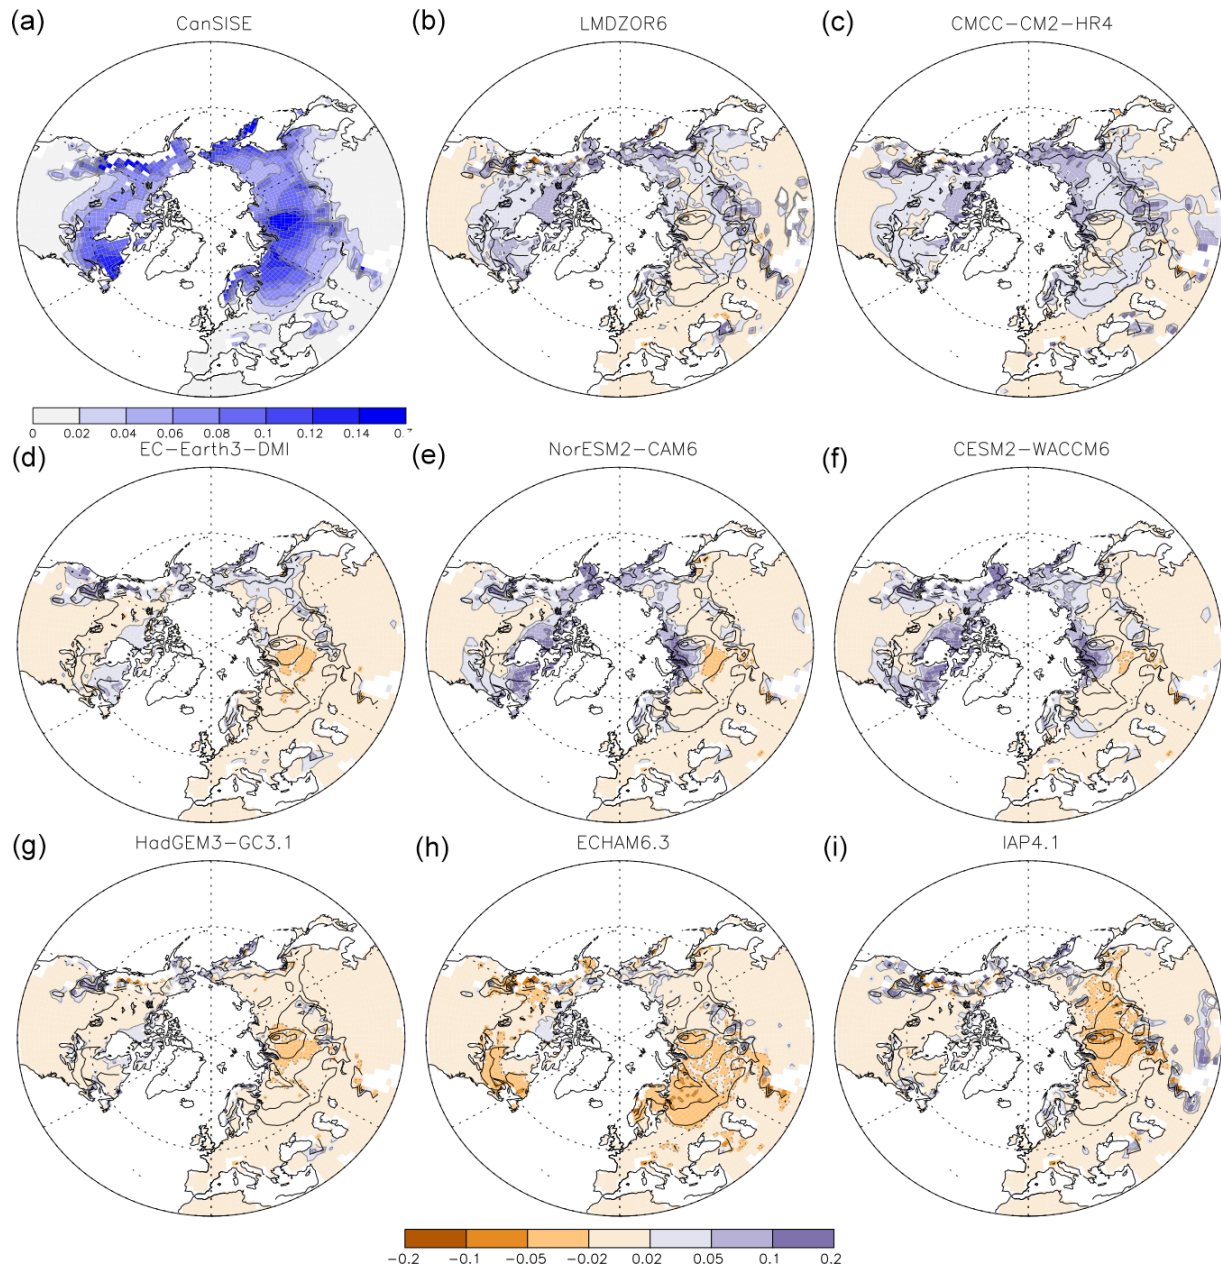 (a) CanSISE (b) LMDZOR6 (c) CMCC-CM2-HR4
0 0.02 0.04 0.06 0.08 0.1 0.12 0.14
(d) EC-Earth3-DMI (e) NorESM2-CAM6 (f) CESM2-WACCM6
(g) HadGEM3-GC3.1 (h) ECHAM6.3 (i) IAP4.1
-0.2 -0.1 -0.05 -0.02 0.02 0.05 0.1 0.2